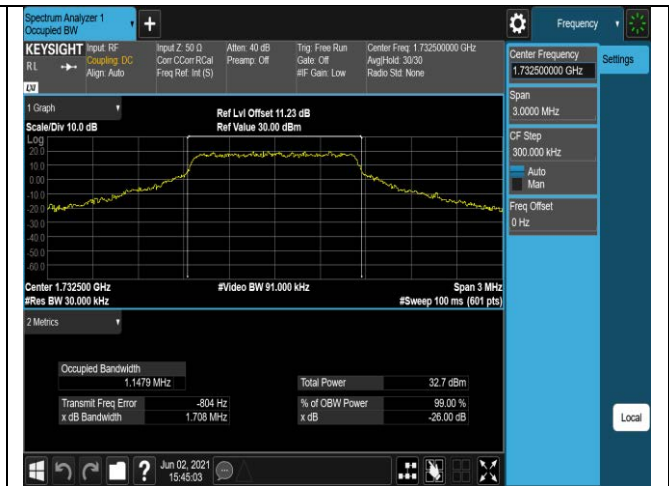 Spectrum Analyzer 1
Occupied BW
+
Frequency
KEYSIGHT
RL
LXI
Input: RF
Coupling: DC
Align: Auto
Input Z: 50 Ω
Corr CCorr RCal
Freq Ref: Int (S)
Atten: 40 dB
Preamp: Off
Trig: Free Run
Gate: Off
#IF Gain: Low
Center Freq: 1.732500000 GHz
Avg|Hold: 30/30
Radio Std: None
Center Frequency
1.732500000 GHz
Settings
Span
3.0000 MHz
CF Step
300.000 kHz
Auto
Man
Freq Offset
0 Hz
1 Graph
Scale/Div 10.0 dB
Ref Lvl Offset 11.23 dB
Ref Value 30.00 dBm
Log
20.0
10.0
0.00
-10.0
-20.0
-30.0
-40.0
-50.0
-60.0
Center 1.732500 GHz
#Video BW 91.000 kHz
Span 3 MHz
#Res BW 30.000 kHz
#Sweep 100 ms (601 pts)
2 Metrics
Occupied Bandwidth
1.1479 MHz
Total Power 32.7 dBm
Transmit Freq Error -804 Hz
% of OBW Power 99.00 %
x dB Bandwidth 1.708 MHz
x dB -26.00 dB
Local
?
Jun 02, 2021
15:45:03